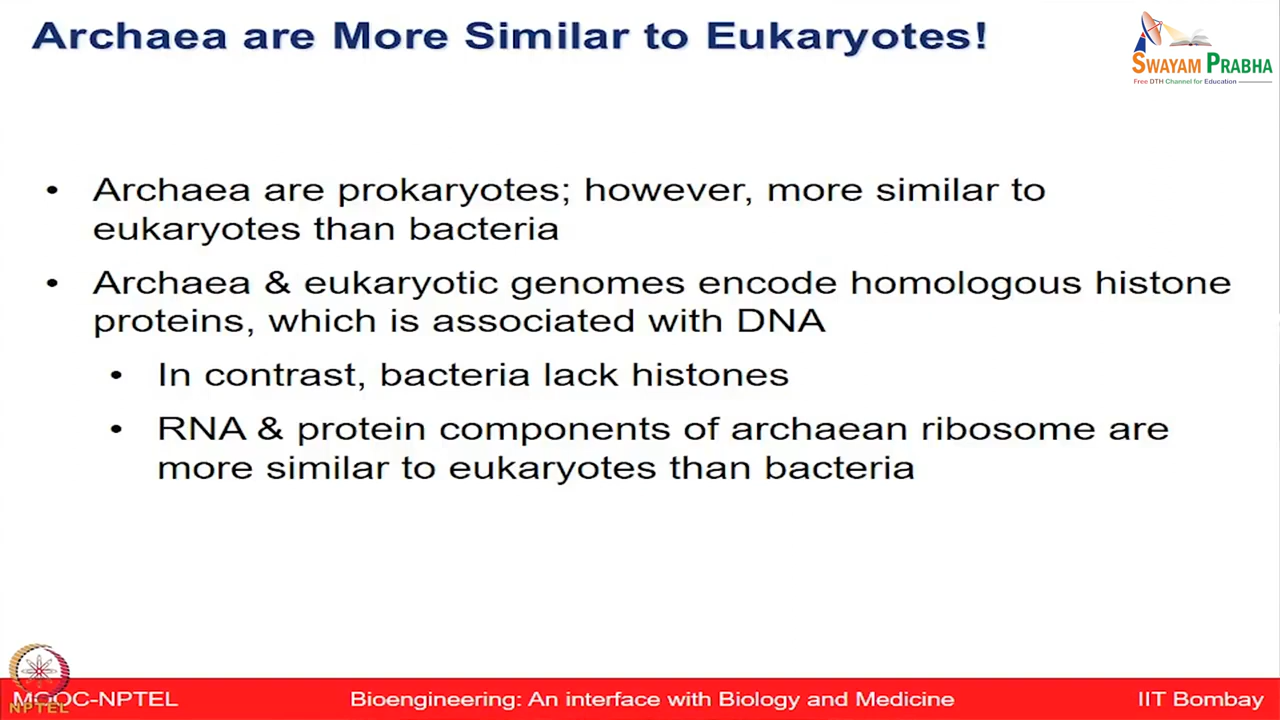 Archaea are More Similar to Eukaryotes!
SWAYAM PRABHA
Free DTH Channel for Education
• Archaea are prokaryotes; however, more similar to
eukaryotes than bacteria
• Archaea & eukaryotic genomes encode homologous histone
proteins, which is associated with DNA
• In contrast, bacteria lack histones
• RNA & protein components of archaean ribosome are
more similar to eukaryotes than bacteria
MOOC-NPTEL Bioengineering: An interface with Biology and Medicine IIT Bombay
NPTEL